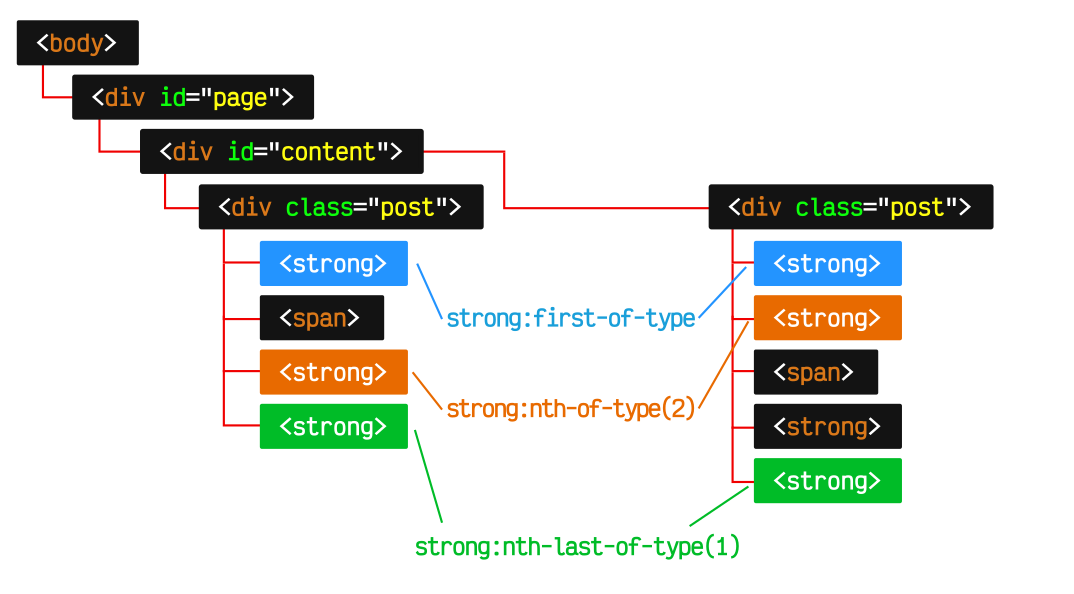 <body>
<div id="page">
<div id="content">
<div class="post">
<div class="post">
<strong>
<strong>
<span>
strong:first-of-type
<strong>
<strong>
<span>
strong:nth-of-type(2)
<strong>
<strong>
<strong>
strong:nth-last-of-type(1)